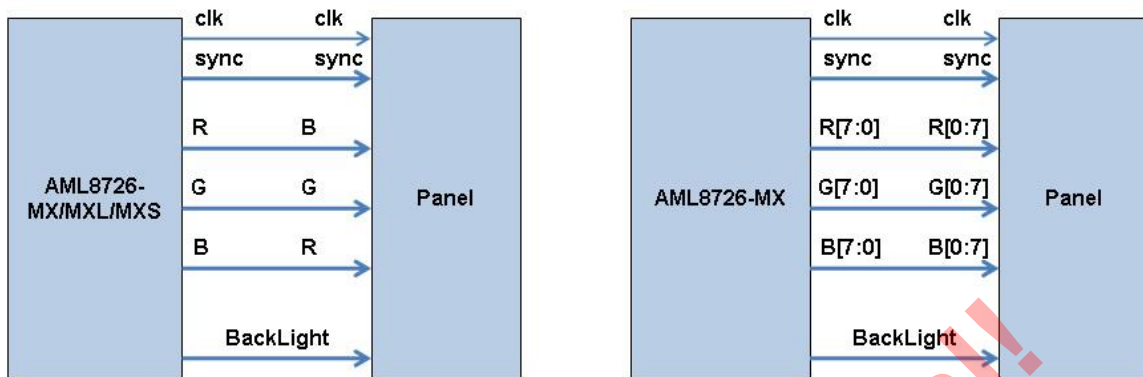 clk clk
sync sync
R B
AML8726-
MX/MXL/MXS
G G
Panel
B R
BackLight
clk clk
sync sync
R[7:0] R[0:7]
AML8726-MX
G[7:0] G[0:7]
Panel
B[7:0] B[0:7]
BackLight